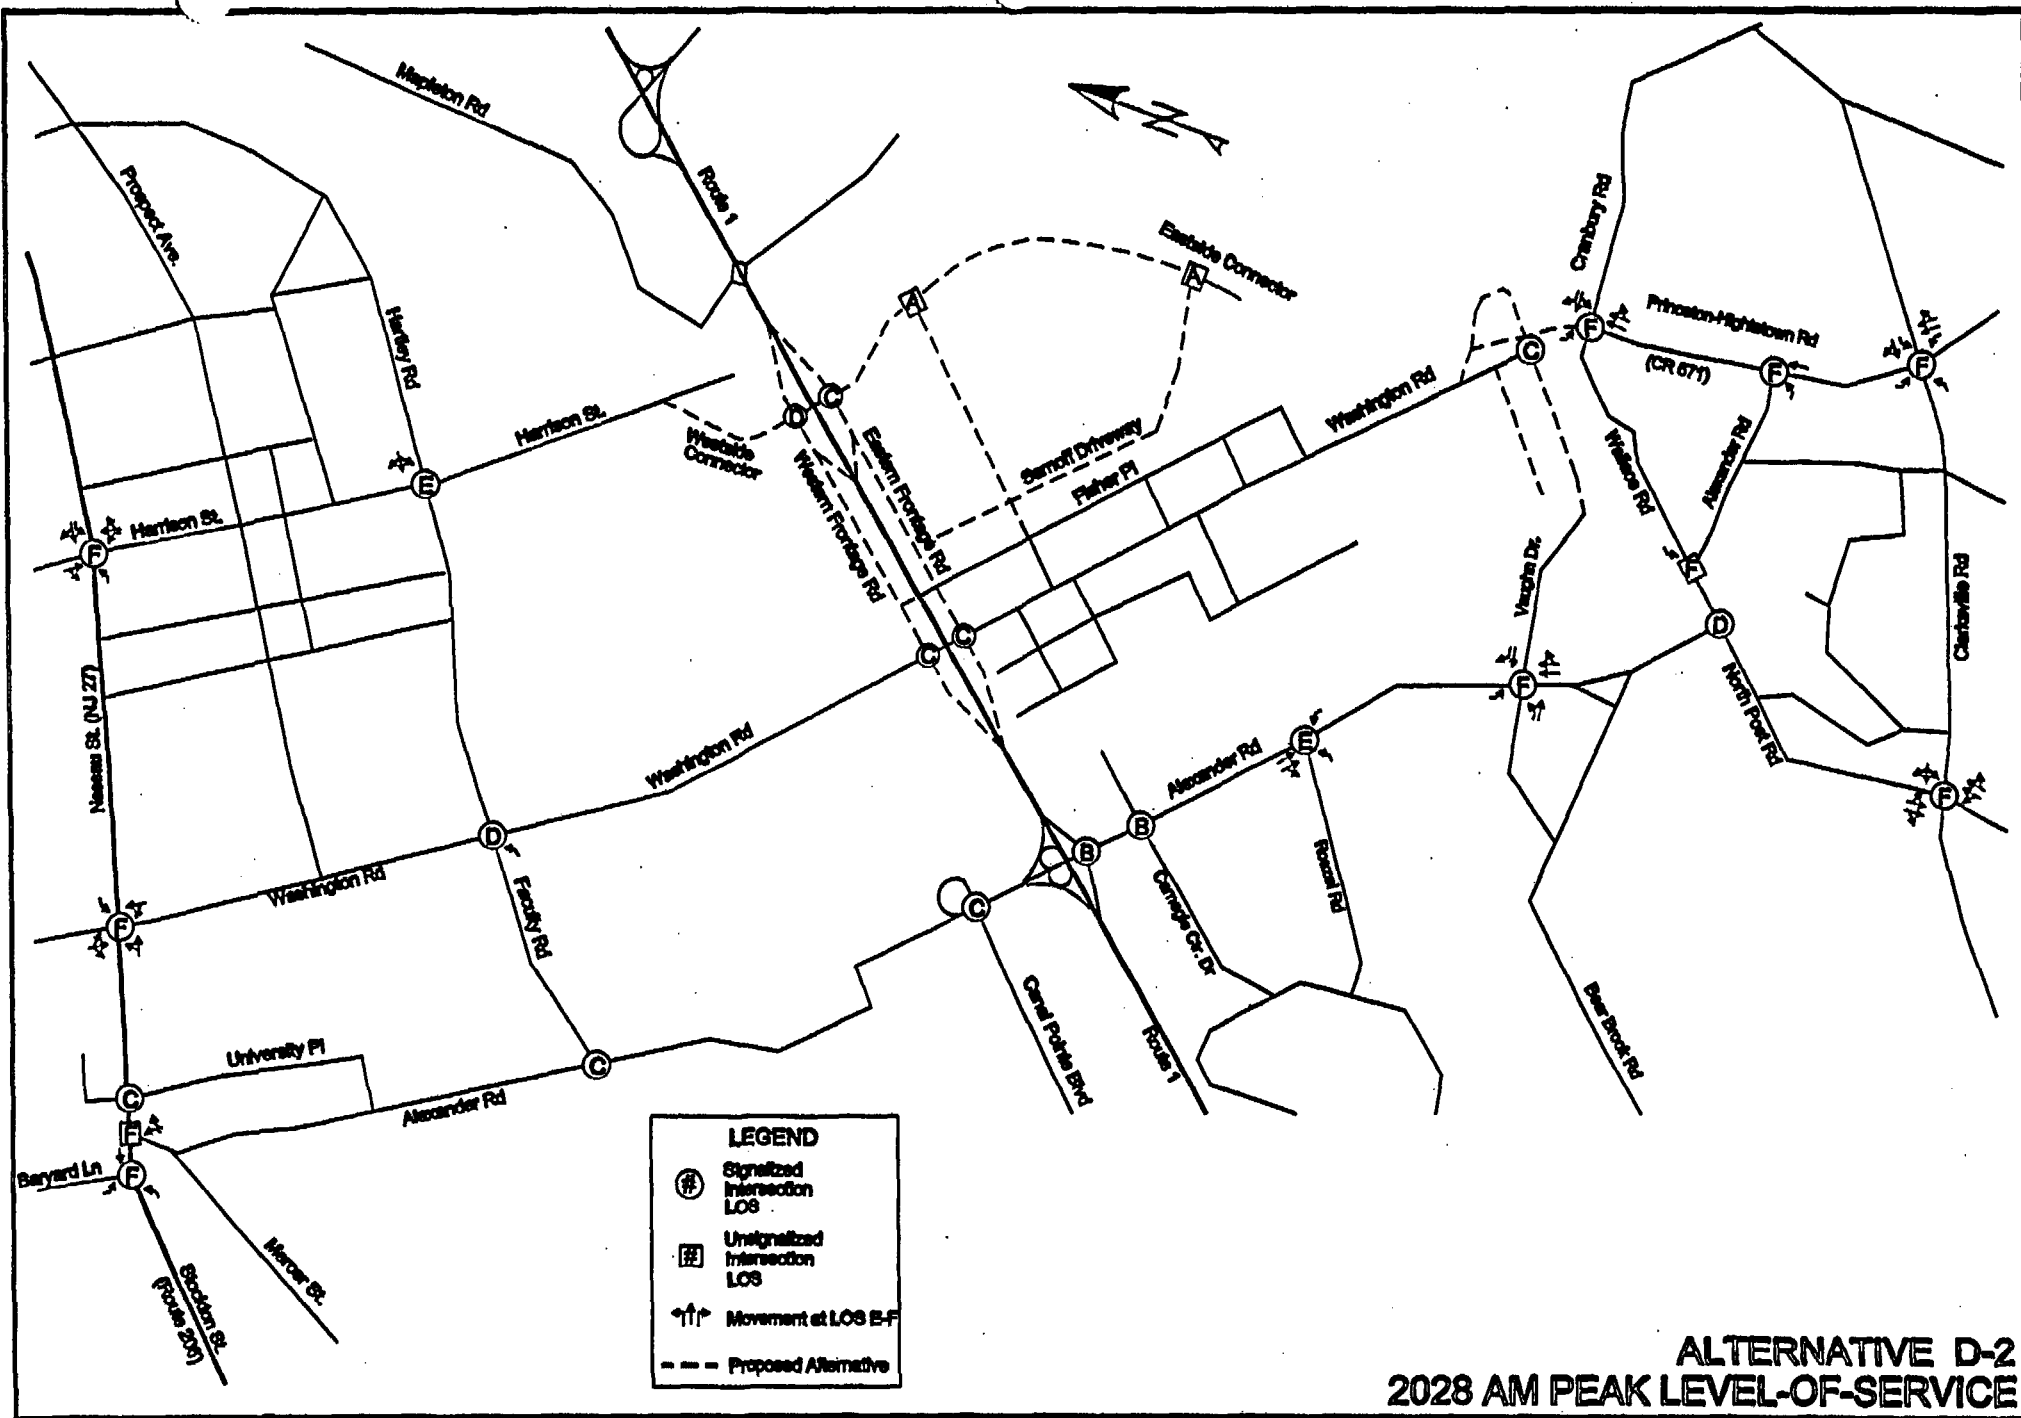 Mapleton Rd
Route 1
N
Prospect Ave.
Cranbury Rd
Eastside Connector
A
A
Hartley Rd
Princeton-Hightstown Rd
(CR 571)
F
C
F
F
Harrison St.
D
C
Westside
Connector
Washington Rd
Western Frontage Rd
Eastern Frontage Rd
Sarnoff Driveway
Fisher Pl
Wallace Rd
Alexander Rd
E
Harrison St.
F
Vaughn Dr.
Clarksville Rd
D
C
C
F
Nassau St. (NJ 27)
Washington Rd
North Post Rd
Alexander Rd
E
F
B
B
D
Washington Rd
Faculty Rd
F
C
Carnegie Ctr. Dr
Roszel Rd
Canal Pointe Blvd
Route 1
Bear Brook Rd
University Pl
C
C
Alexander Rd
F
Baryard Ln
Mercer St.
Stockton St.
(Route 206)
LEGEND
# Signalized
Intersection
LOS
# Unsignalized
Intersection
LOS
Movement at LOS E-F
Proposed Alternative
ALTERNATIVE D-2
2028 AM PEAK LEVEL-OF-SERVICE